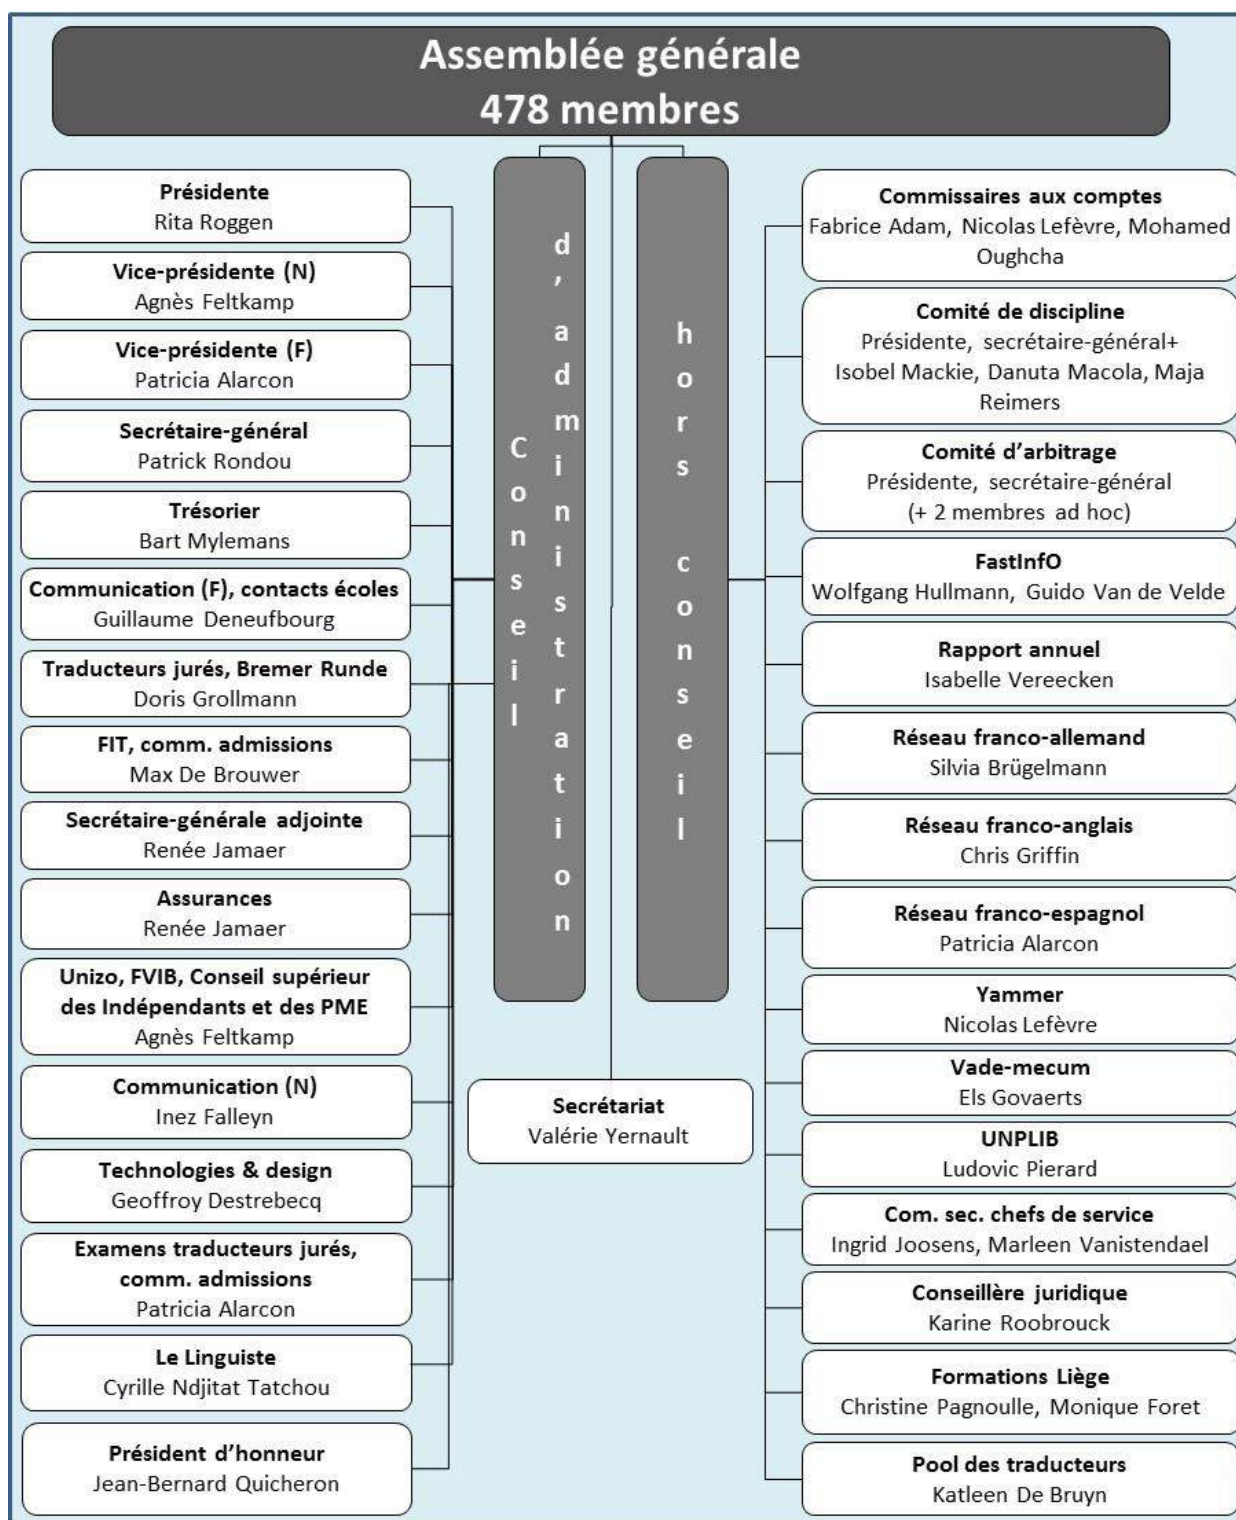 Assemblée générale
478 membres
Présidente
Rita Roggen
Vice-présidente (N)
Agnès Feltkamp
Vice-présidente (F)
Patricia Alarcon
Secrétaire-général
Patrick Rondou
Trésorier
Bart Mylemans
Communication (F), contacts écoles
Guillaume Deneufbourg
Traducteurs jurés, Bremer Runde
Doris Grollmann
FIT, comm. admissions
Max De Brouwer
Secrétaire-générale adjointe
Renée Jamaer
Assurances
Renée Jamaer
Unizo, FVIB, Conseil supérieur
des Indépendants et des PME
Agnès Feltkamp
Communication (N)
Inez Falleyn
Technologies & design
Geoffroy Destrebecq
Examens traducteurs jurés,
comm. admissions
Patricia Alarcon
Le Linguiste
Cyrille Ndjitat Tatchou
Président d’honneur
Jean-Bernard Quicheron
Conseil
d’administration
hors conseil
Secrétariat
Valérie Yernault
Commissaires aux comptes
Fabrice Adam, Nicolas Lefèvre, Mohamed
Oughcha
Comité de discipline
Présidente, secrétaire-général+
Isobel Mackie, Danuta Macola, Maja
Reimers
Comité d’arbitrage
Présidente, secrétaire-général
(+ 2 membres ad hoc)
FastInfO
Wolfgang Hullmann, Guido Van de Velde
Rapport annuel
Isabelle Vereecken
Réseau franco-allemand
Silvia Brügelmann
Réseau franco-anglais
Chris Griffin
Réseau franco-espagnol
Patricia Alarcon
Yammer
Nicolas Lefèvre
Vade-mecum
Els Govaerts
UNPLIB
Ludovic Pierard
Com. sec. chefs de service
Ingrid Joosens, Marleen Vanistendael
Conseillère juridique
Karine Roobrouck
Formations Liège
Christine Pagnoulle, Monique Foret
Pool des traducteurs
Katleen De Bruyn